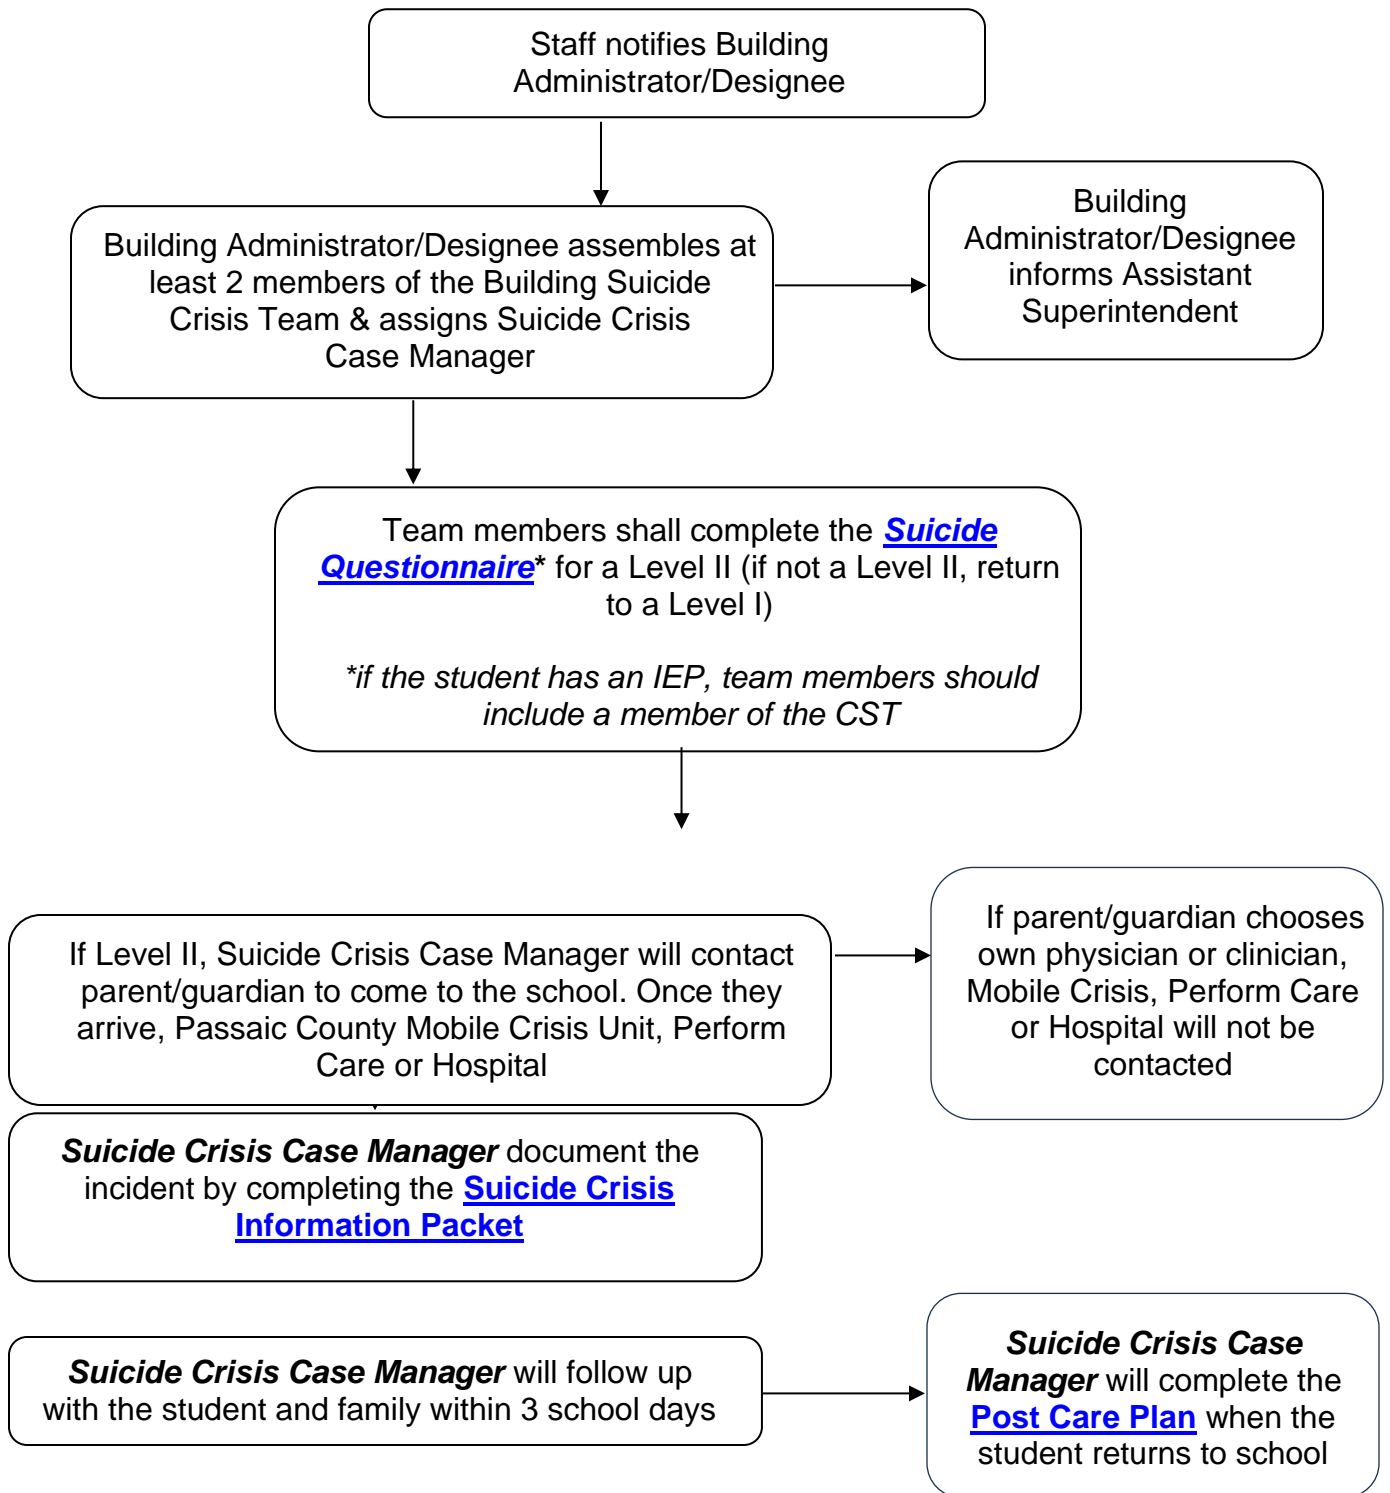 Staff notifies Building
Administrator/Designee
Building Administrator/Designee assembles at
least 2 members of the Building Suicide
Crisis Team & assigns Suicide Crisis
Case Manager
Building
Administrator/Designee
informs Assistant
Superintendent
Team members shall complete the Suicide
Questionnaire* for a Level II (if not a Level II, return
to a Level I)
*if the student has an IEP, team members should
include a member of the CST
If Level II, Suicide Crisis Case Manager will contact
parent/guardian to come to the school. Once they
arrive, Passaic County Mobile Crisis Unit, Perform
Care or Hospital
If parent/guardian chooses
own physician or clinician,
Mobile Crisis, Perform Care
or Hospital will not be
contacted
Suicide Crisis Case Manager document the
incident by completing the Suicide Crisis
Information Packet
Suicide Crisis Case Manager will follow up
with the student and family within 3 school days
Suicide Crisis Case
Manager will complete the
Post Care Plan when the
student returns to school